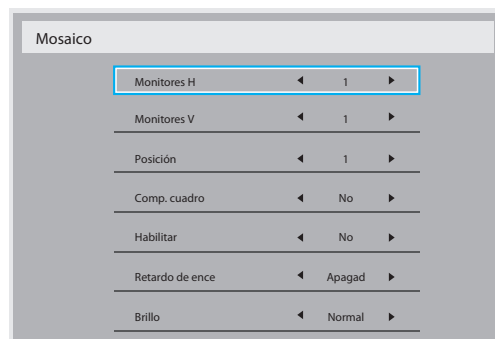 Mosaico
Monitores H 1
Monitores V 1
Posición 1
Comp. cuadro No
Habilitar No
Retardo de ence Apagad
Brillo Normal